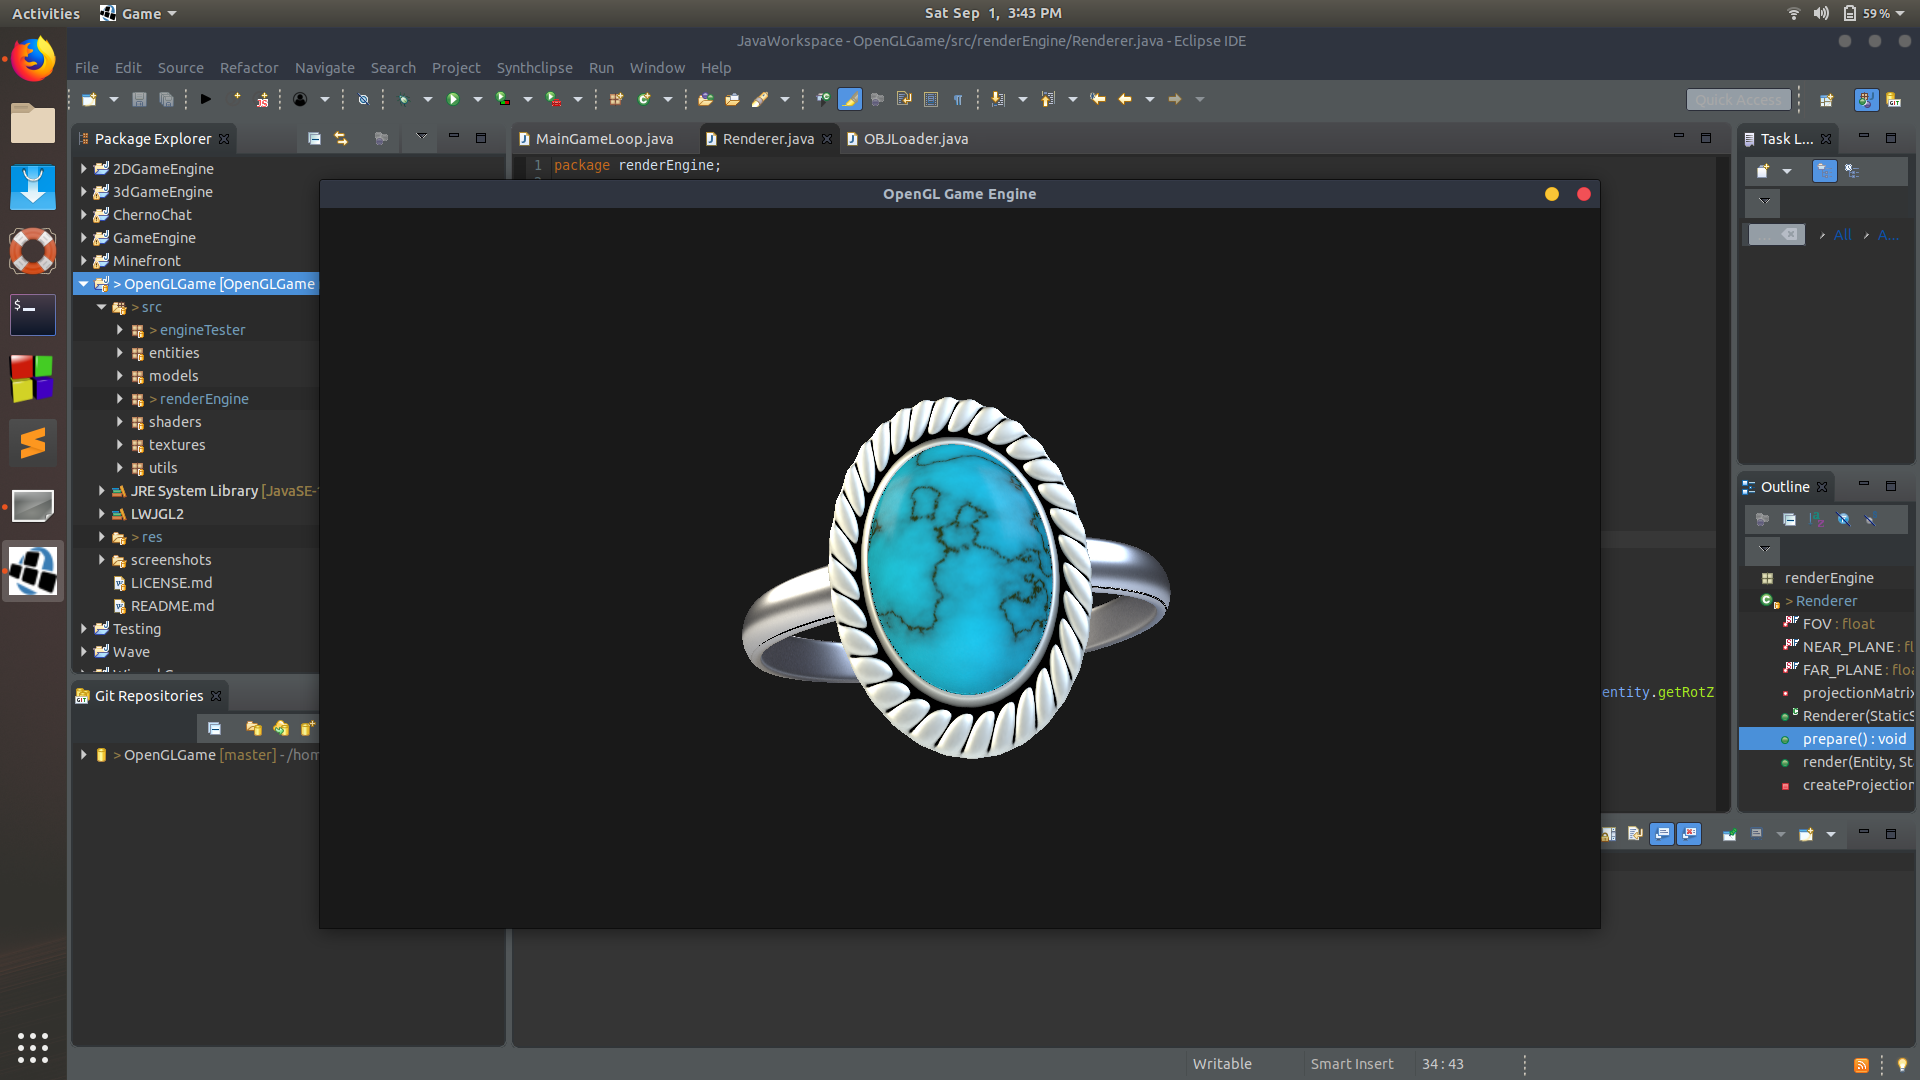 Activities Game Sat Sep 1, 3:43 PM 59 %
JavaWorkspace - OpenGLGame/src/renderEngine/Renderer.java - Eclipse IDE
File Edit Source Refactor Navigate Search Project Synthclipse Run Window Help
Quick Access
Package Explorer
2DGameEngine
3dGameEngine
ChernoChat
GameEngine
Minefront
> OpenGLGame [OpenGLGame
> src
> engineTester
entities
models
> renderEngine
shaders
textures
utils
JRE System Library [JavaSE-
LWJGL2
> res
screenshots
LICENSE.md
README.md
Testing
Wave
Git Repositories
> OpenGLGame [master] - /hom
MainGameLoop.java Renderer.java OBJLoader.java
1 package renderEngine;
OpenGL Game Engine
entity.getRotZ
Task L...
All A...
Outline
renderEngine
> Renderer
FOV : float
NEAR_PLANE : fl
FAR_PLANE : floa
projectionMatrix
Renderer(StaticS
prepare() : void
render(Entity, St
createProjection
Writable Smart Insert 34 : 43